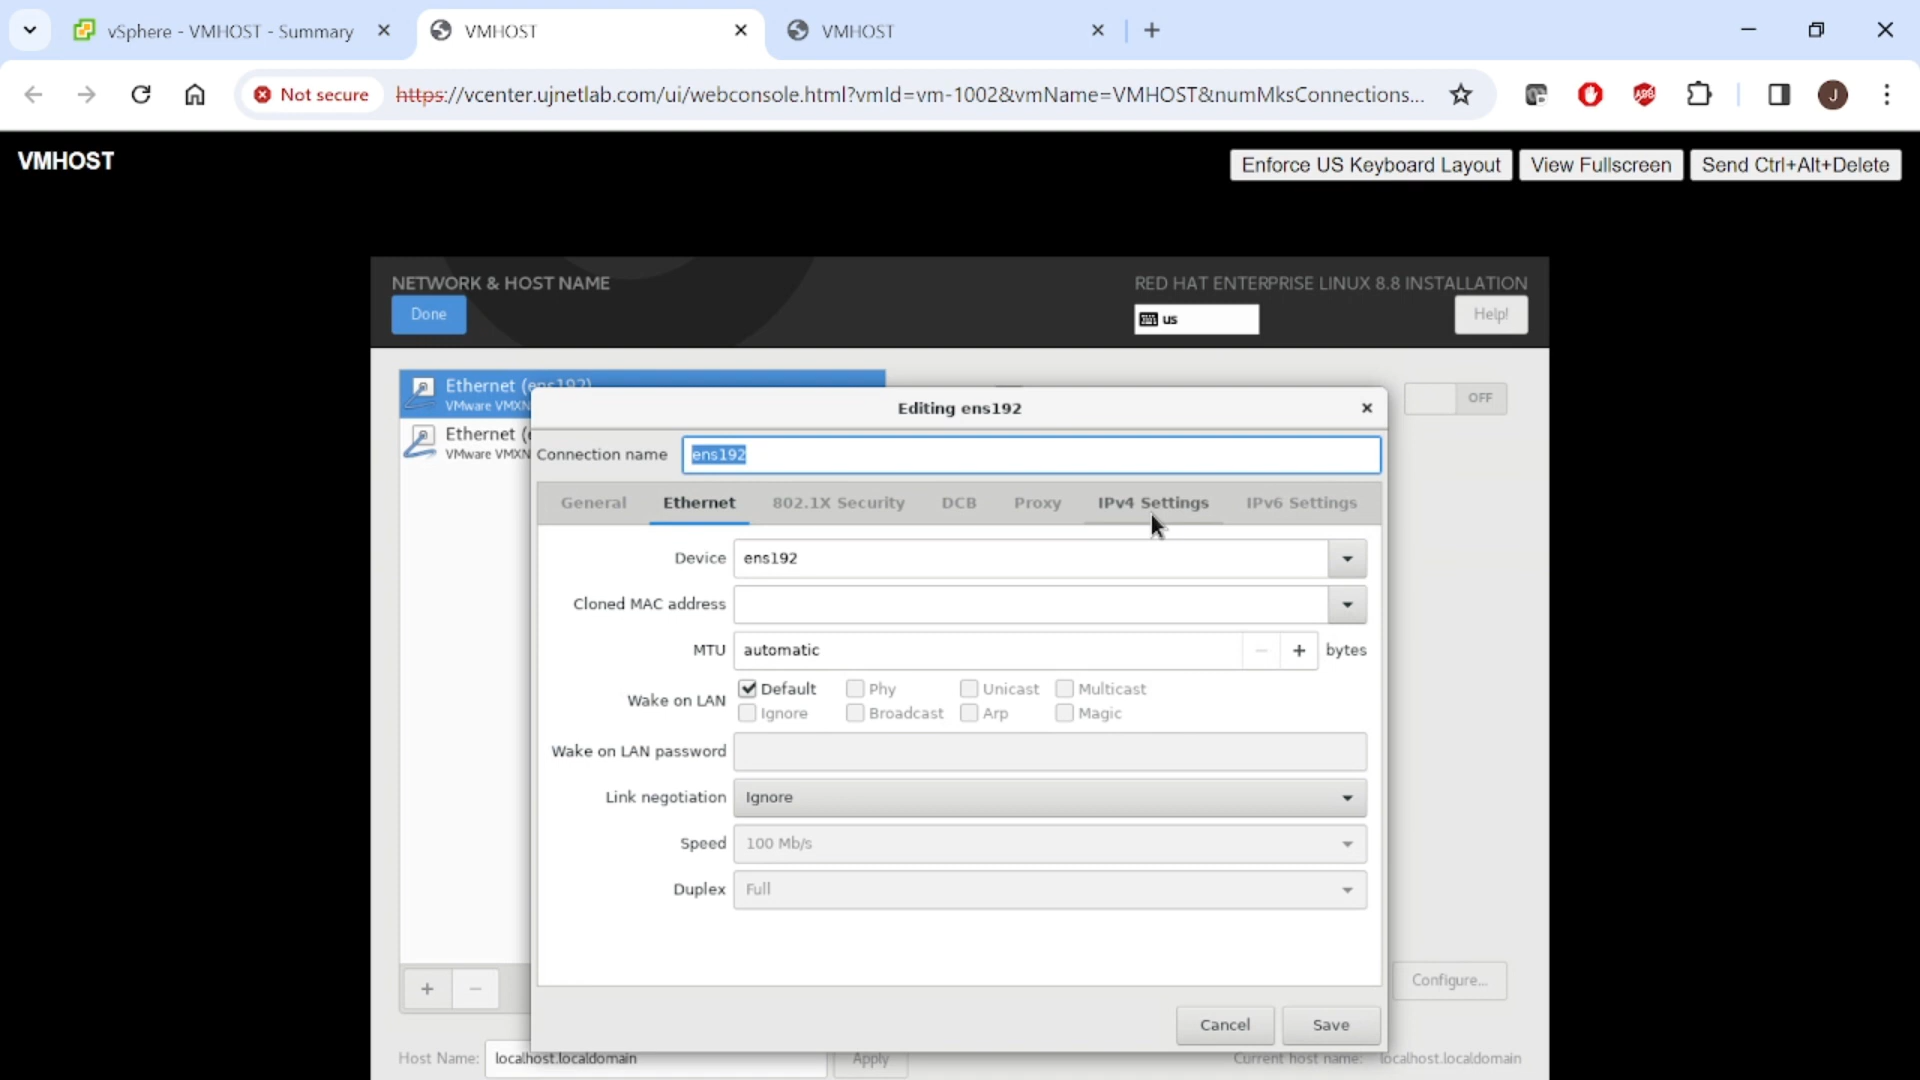 vSphere - VMHOST - Summary
VMHOST
VMHOST
Not secure
https://vcenter.ujnetlab.com/ui/webconsole.html?vmId=vm-1002&vmName=VMHOST&numMksConnections...
J
VMHOST
Enforce US Keyboard Layout
View Fullscreen
Send Ctrl+Alt+Delete
NETWORK & HOST NAME
RED HAT ENTERPRISE LINUX 8.8 INSTALLATION
Done
us
Help!
Ethernet (ens192)
VMware VMXN
OFF
Ethernet (e
VMware VMXN
Editing ens192
Connection name ens192
General Ethernet 802.1X Security DCB Proxy IPv4 Settings IPv6 Settings
Device ens192
Cloned MAC address
MTU automatic − + bytes
Wake on LAN
Default Phy Unicast Multicast
Ignore Broadcast Arp Magic
Wake on LAN password
Link negotiation Ignore
Speed 100 Mb/s
Duplex Full
+ −
Configure...
Cancel Save
Host Name: localhost.localdomain Apply Current host name: localhost.localdomain